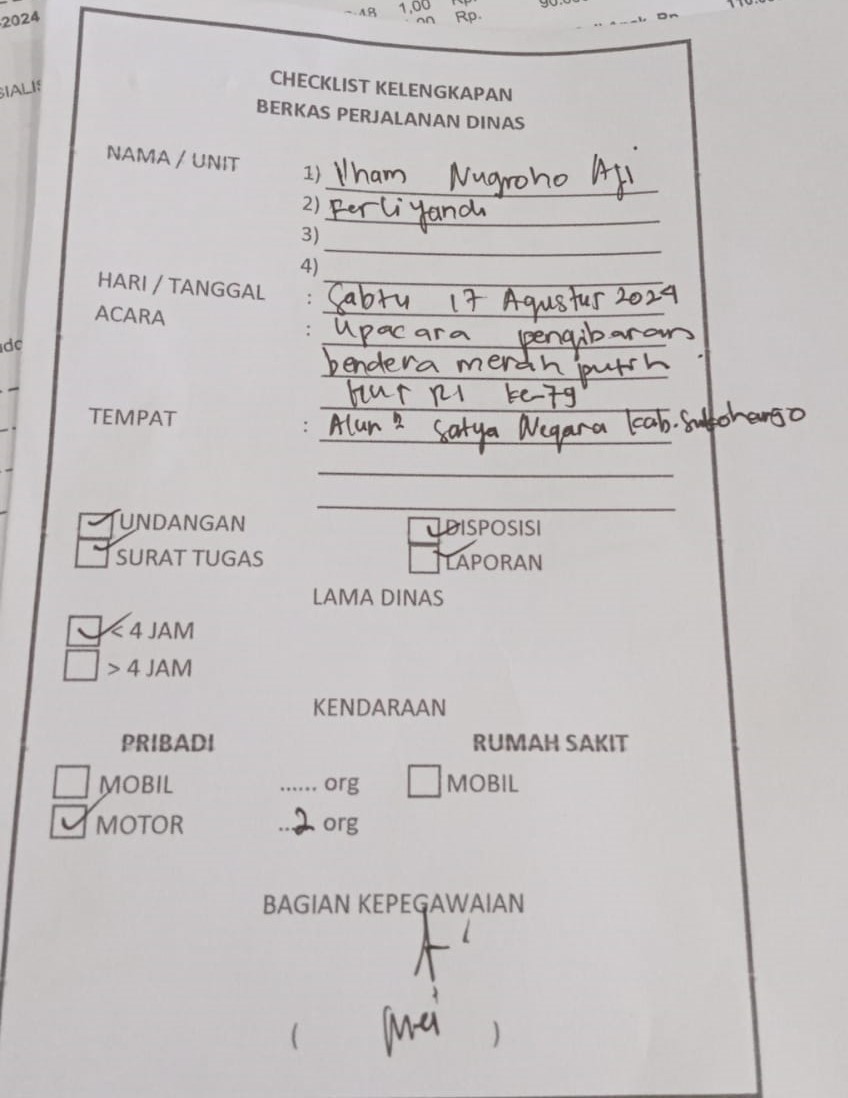 2024
1,00
Rp.
SIALIS
CHECKLIST KELENGKAPAN
BERKAS PERJALANAN DINAS
NAMA / UNIT
1) Ilham Nugroho Aji
2) Ferliyandi
3)
4)
HARI / TANGGAL : Sabtu 17 Agustus 2024
ACARA : Upacara pengibaran
bendera merah putih
HUT RI ke-79
TEMPAT : Alun2 Satya Negara kab. Sukoharjo
UNDANGAN DISPOSISI
SURAT TUGAS LAPORAN
LAMA DINAS
< 4 JAM
> 4 JAM
KENDARAAN
PRIBADI RUMAH SAKIT
MOBIL ...... org MOBIL
MOTOR ..2 org
BAGIAN KEPEGAWAIAN
( Mei )